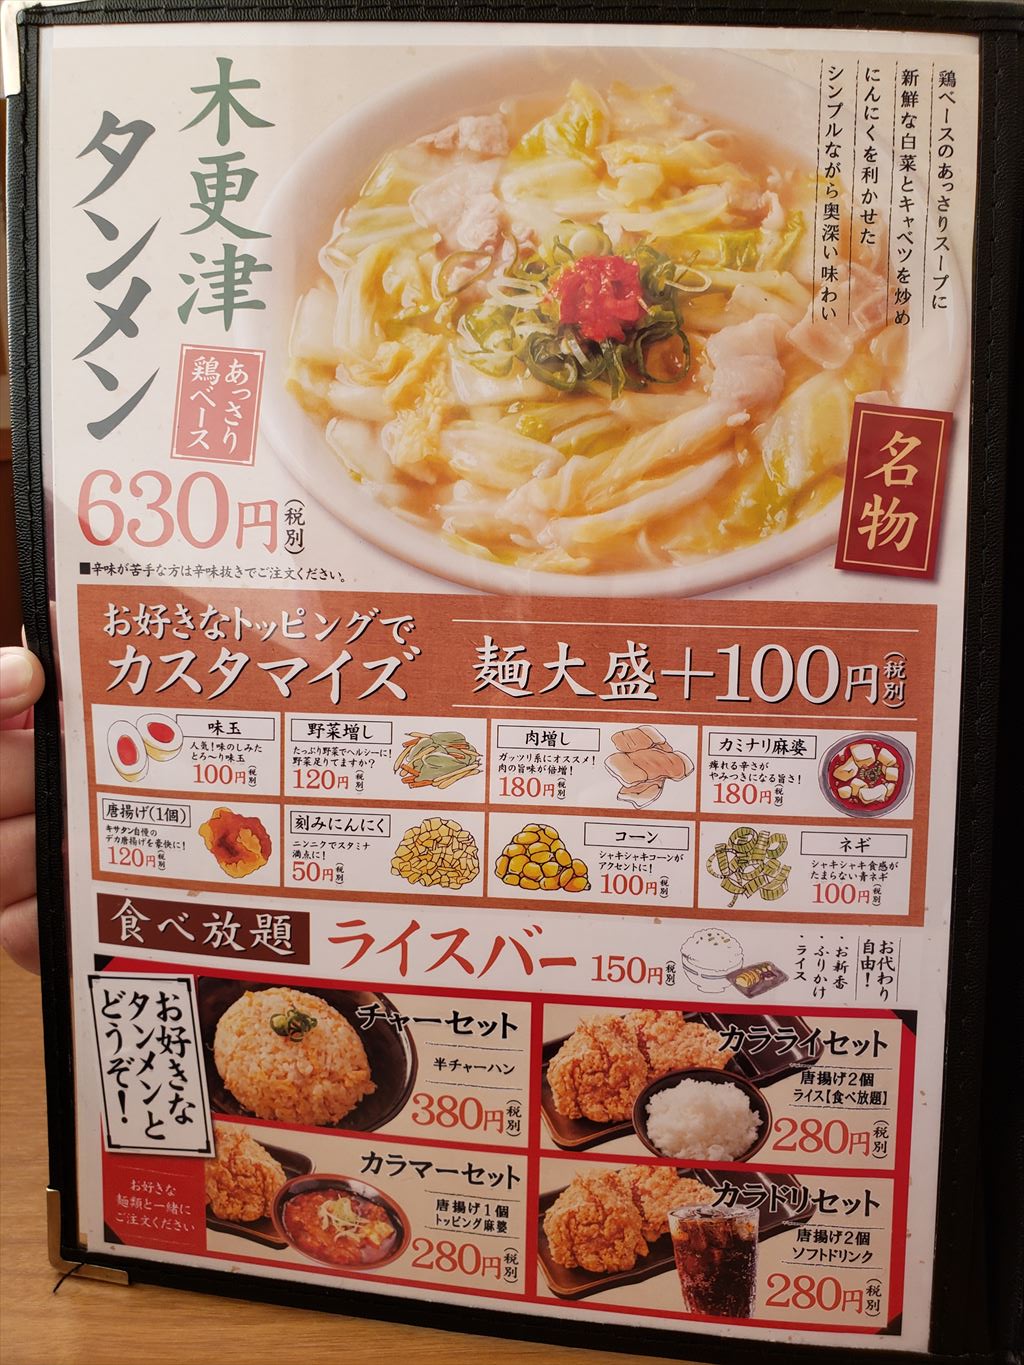 木更津
タンメン
あっさり
鶏ベース
630円(税別)
■辛味が苦手な方は辛味抜きでご注文ください。
鶏ベースのあっさりスープに
新鮮な白菜とキャベツを炒め
にんにくを利かせた
シンプルながら奥深い味わい
名物
お好きなトッピングで
カスタマイズ
麺大盛+100円(税別)
味玉
人気!味のしみた
とろ〜り味玉
100円(税別)
野菜増し
たっぷり野菜でヘルシーに!
野菜足りてますか?
120円(税別)
肉増し
ガッツリ系にオススメ!
肉の旨味が倍増!
180円(税別)
カミナリ麻婆
痺れる辛さが
やみつきになる旨さ!
180円(税別)
唐揚げ(1個)
キサタン自慢の
デカ唐揚げを豪快に!
120円(税別)
刻みにんにく
ニンニクでスタミナ
満点に!
50円(税別)
コーン
シャキシャキコーンが
アクセントに!
100円(税別)
ネギ
シャキシャキ食感が
たまらない青ネギ
100円(税別)
食べ放題
ライスバー
150円(税別)
お代わり
自由!
・お新香
・ふりかけ
・ライス
お好きな
タンメンと
どうぞ!
お好きな
麺類と一緒に
ご注文ください
チャーセット
半チャーハン
380円(税別)
カラライセット
唐揚げ2個
ライス【食べ放題】
280円(税別)
カラマーセット
唐揚げ1個
トッピング麻婆
280円(税別)
カラドリセット
唐揚げ2個
ソフトドリンク
280円(税別)